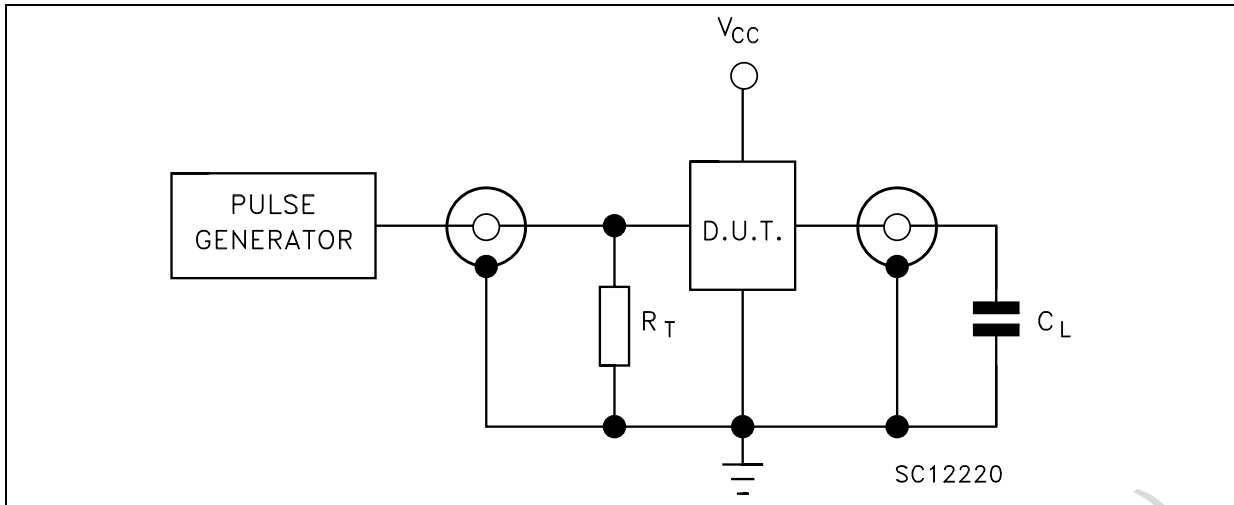 VCC
PULSE
GENERATOR
D.U.T.
RT
CL
SC12220